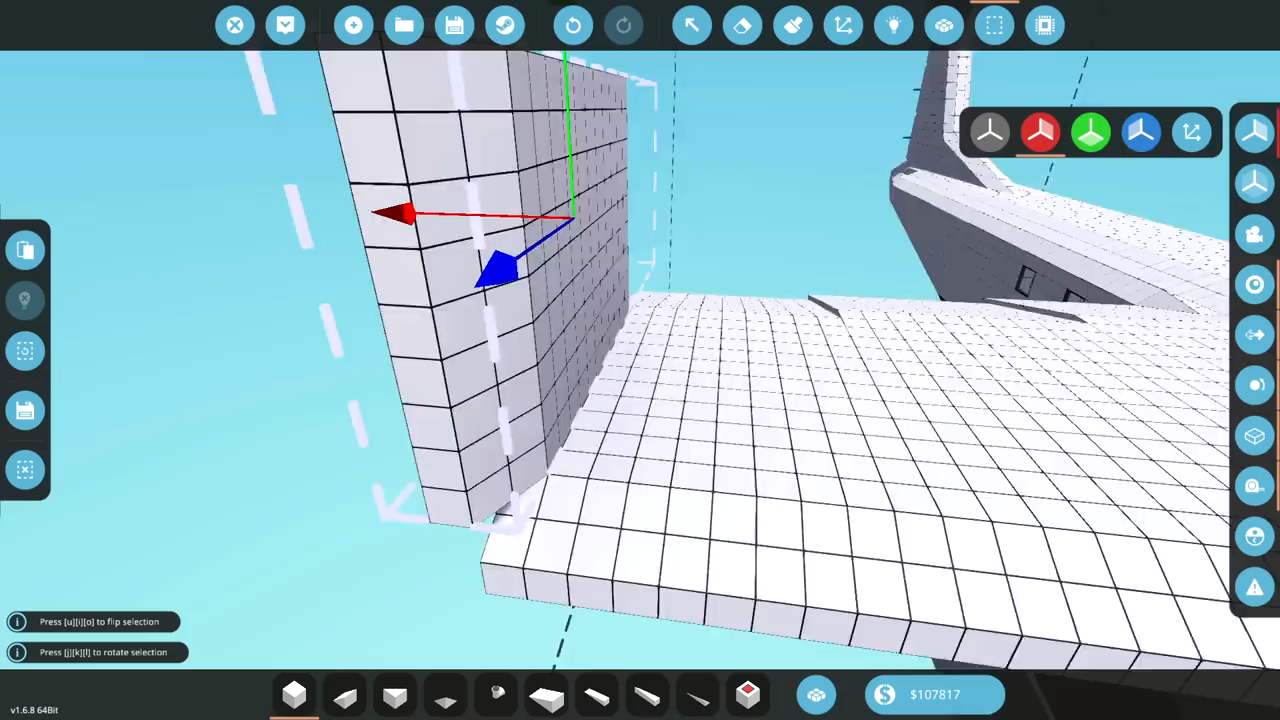 Press [u][i][o] to flip selection
Press [j][k][l] to rotate selection
v1.6.8 64Bit
$107817